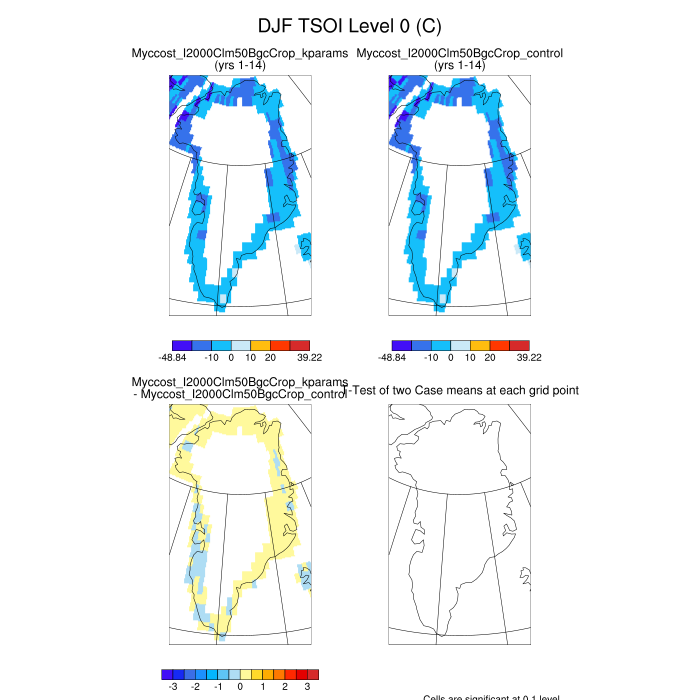 DJF TSOI Level 0 (C)
Myccost_I2000Clm50BgcCrop_kparams
(yrs 1-14)
Myccost_I2000Clm50BgcCrop_control
(yrs 1-14)
-48.84 -10 0 10 20 39.22
-48.84 -10 0 10 20 39.22
Myccost_I2000Clm50BgcCrop_kparams
- Myccost_I2000Clm50BgcCrop_control
T-Test of two Case means at each grid point
-3 -2 -1 0 1 2 3
Cells are significant at 0.1 level